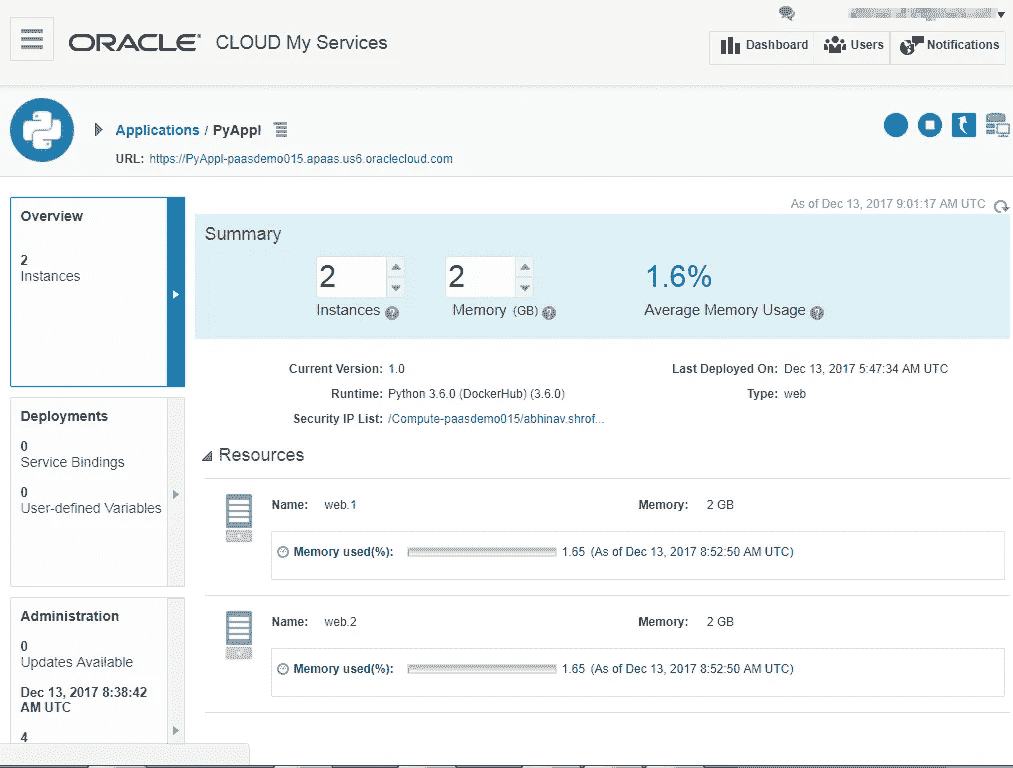 ORACLE® CLOUD My Services
Dashboard Users Notifications
Applications / PyAppl
URL: https://PyAppl-paasdemo015.apaas.us6.oraclecloud.com
As of Dec 13, 2017 9:01:17 AM UTC
Overview
2
Instances
Deployments
0
Service Bindings
0
User-defined Variables
Administration
0
Updates Available
Dec 13, 2017 8:38:42
AM UTC
4
Summary
2 2 1.6%
Instances Memory (GB) Average Memory Usage
Current Version: 1.0 Last Deployed On: Dec 13, 2017 5:47:34 AM UTC
Runtime: Python 3.6.0 (DockerHub) (3.6.0) Type: web
Security IP List: /Compute-paasdemo015/abhinav.shrof...
Resources
Name: web.1 Memory: 2 GB
Memory used(%): 1.65 (As of Dec 13, 2017 8:52:50 AM UTC)
Name: web.2 Memory: 2 GB
Memory used(%): 1.65 (As of Dec 13, 2017 8:52:50 AM UTC)